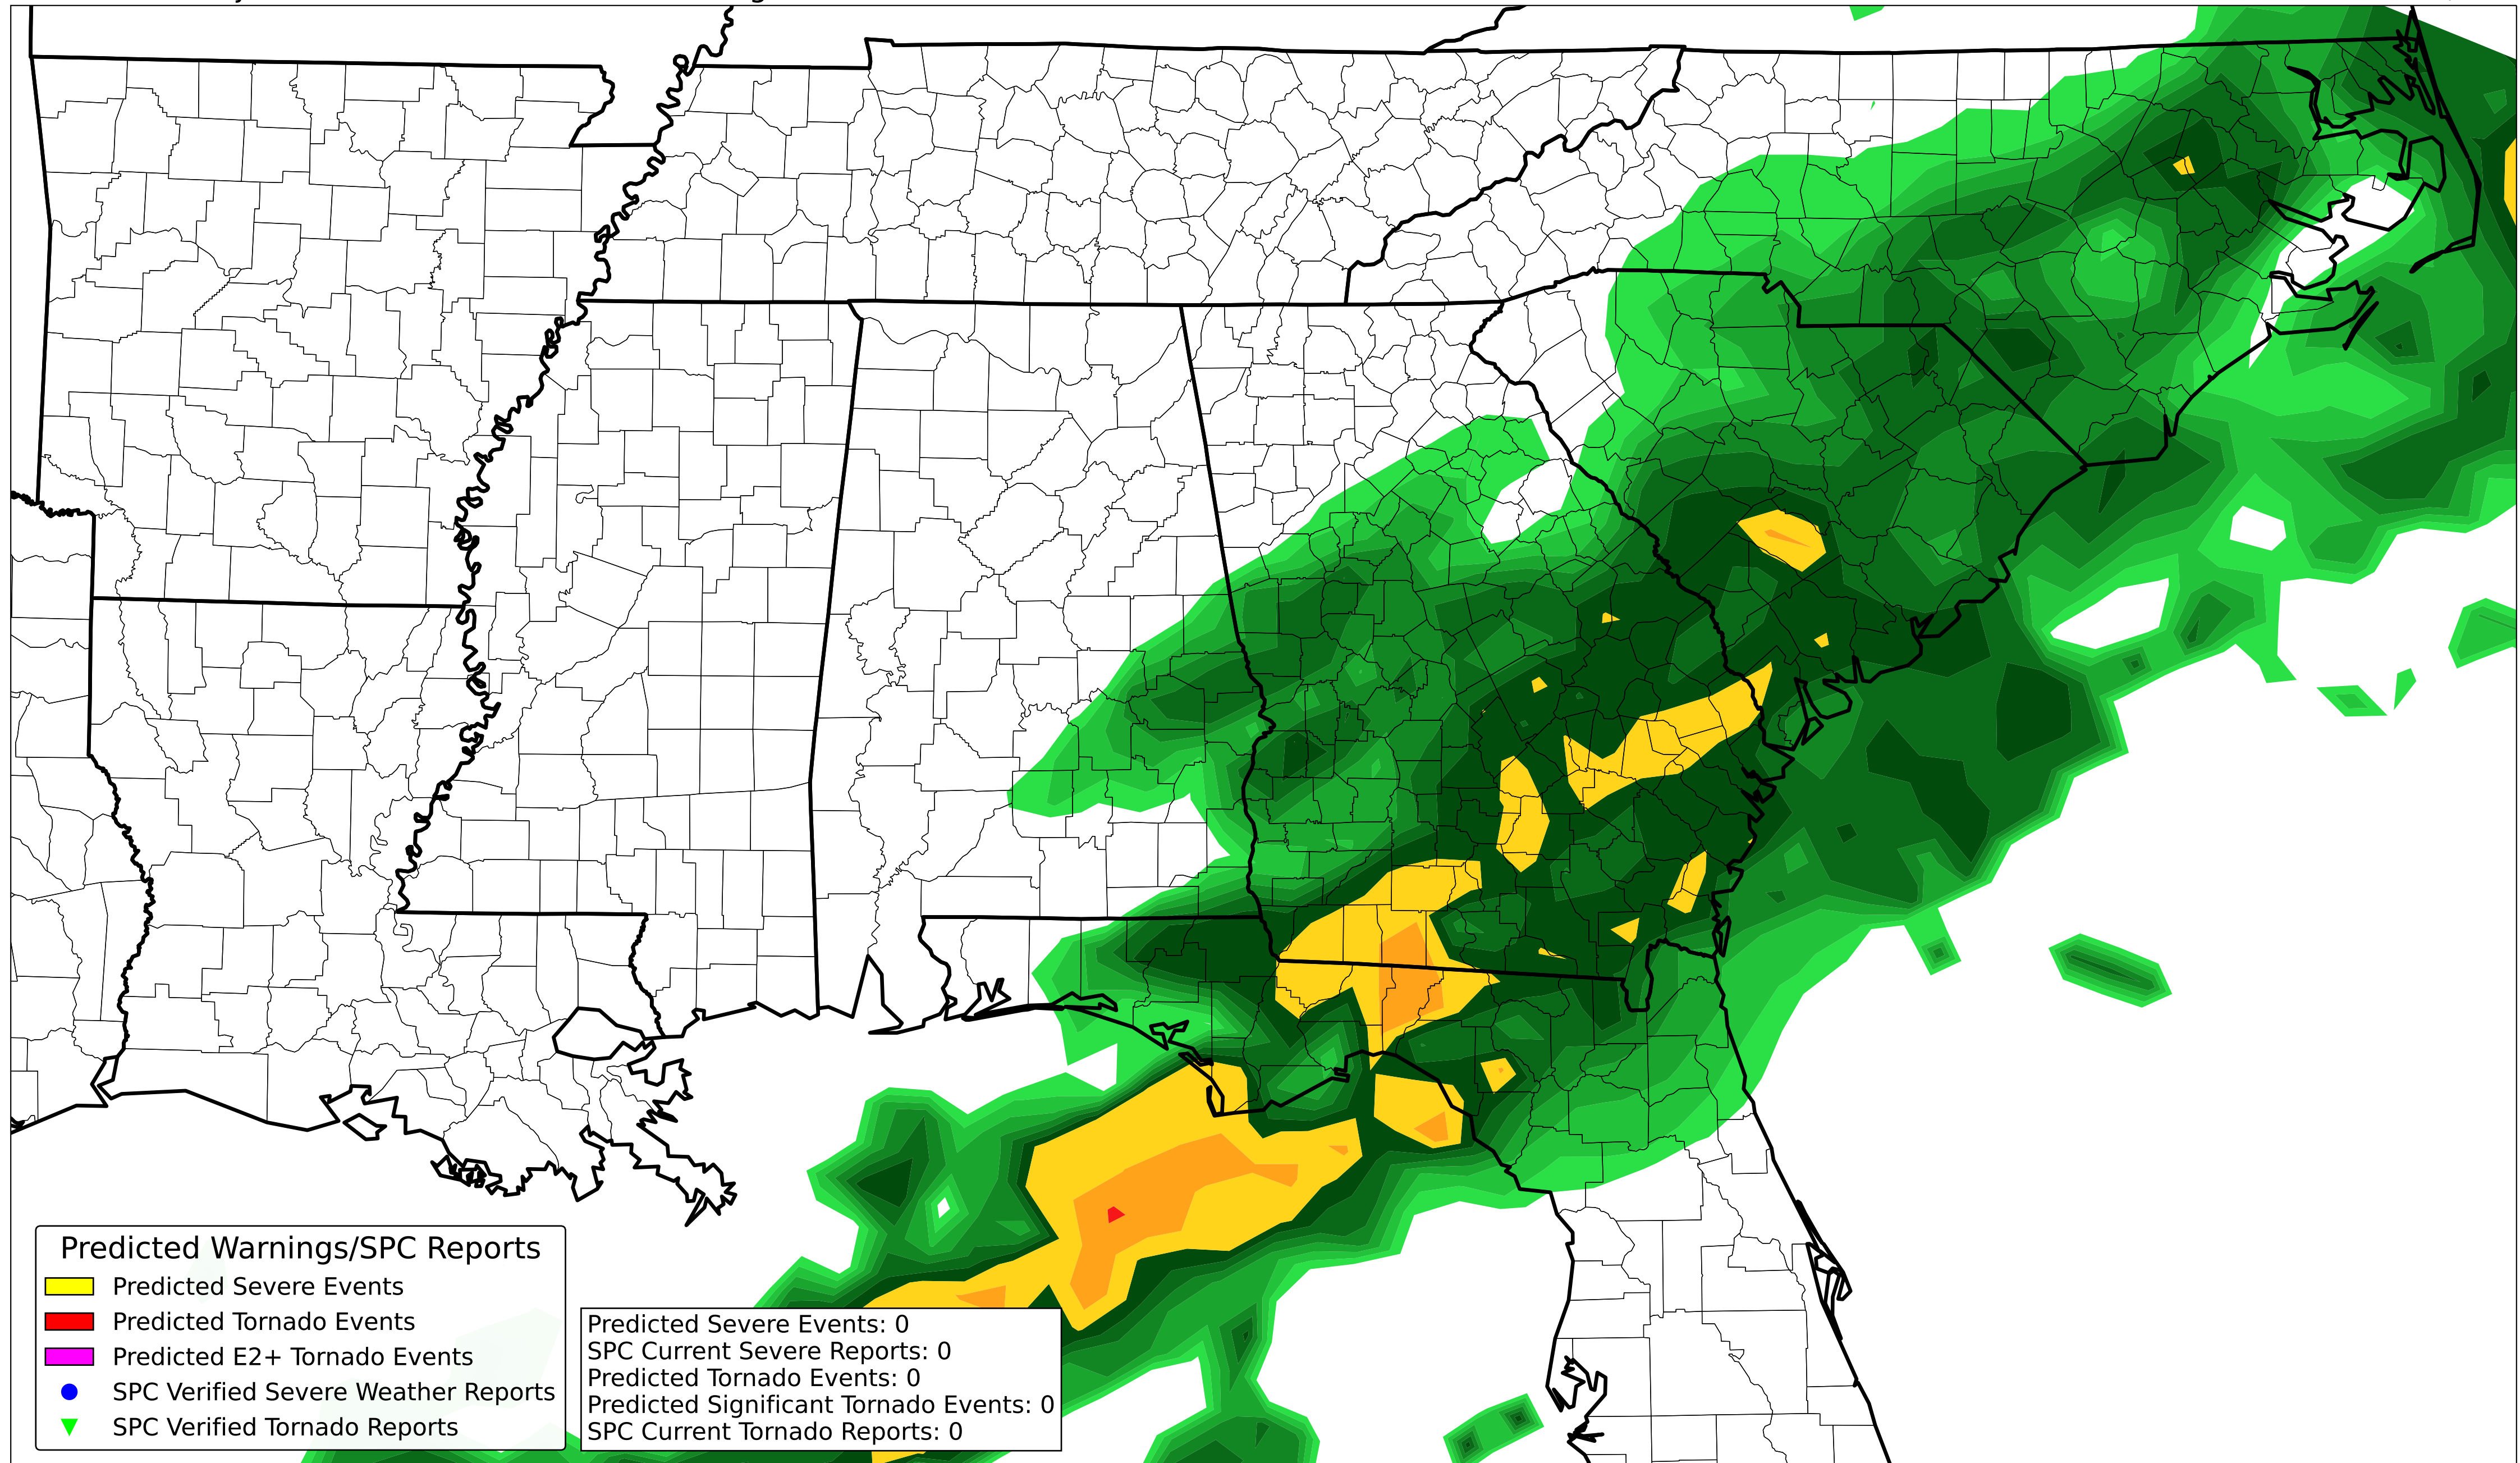 Predicted Warnings/SPC Reports
Predicted Severe Events
Predicted Tornado Events
Predicted E2+ Tornado Events
SPC Verified Severe Weather Reports
SPC Verified Tornado Reports
Predicted Severe Events: 0
SPC Current Severe Reports: 0
Predicted Tornado Events: 0
Predicted Significant Tornado Events: 0
SPC Current Tornado Reports: 0